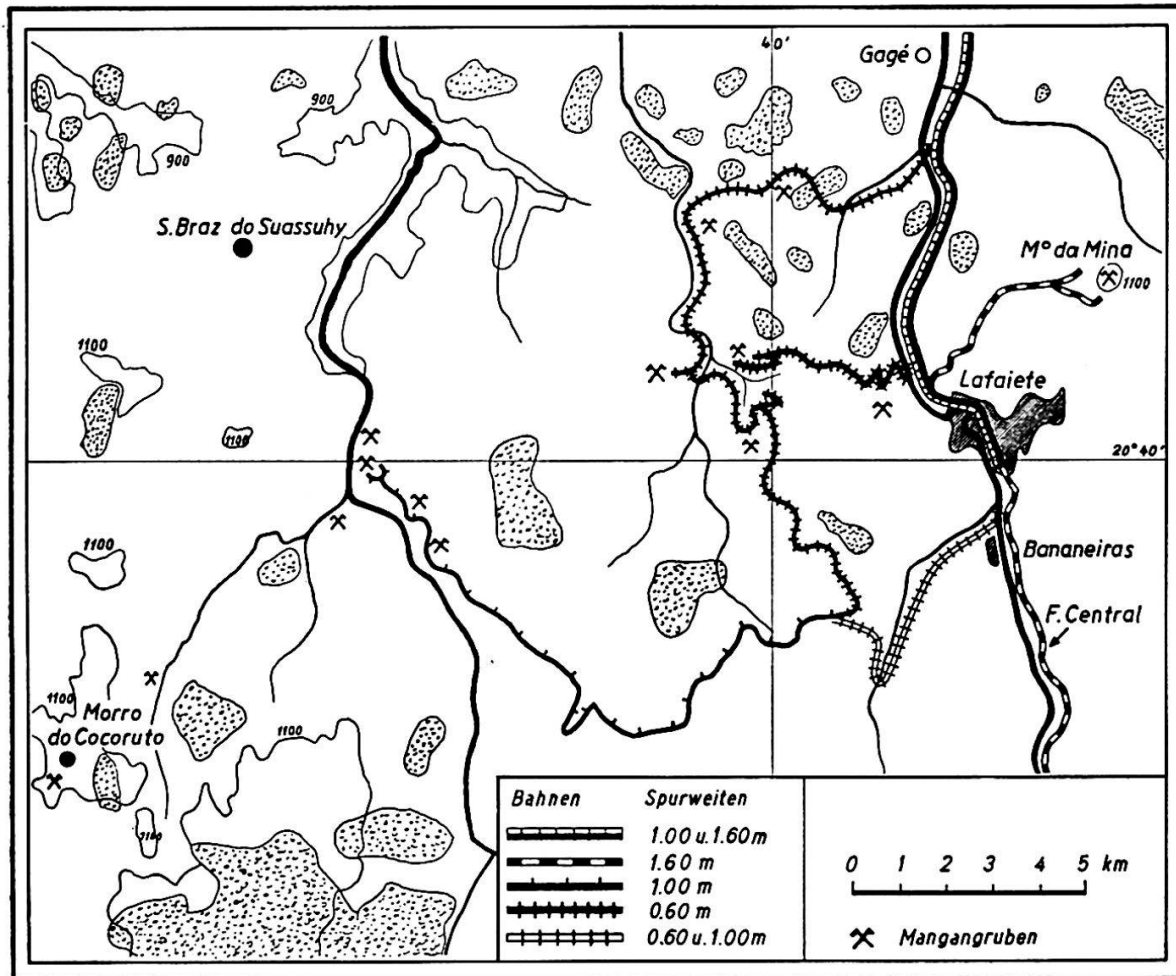 40'
Gagé
900
900
S. Braz do Suassuhy
Mº da Mina
1100
1100
Lafaiete
1100
20° 40'
1100
Bananeiras
F. Central
1100
Morro
do Cocoruto
1100
1100
Bahnen Spurweiten
1.00 u. 1.60 m
1.60 m
1.00 m
0.60 m
0.60 u. 1.00 m
0 1 2 3 4 5 km
Mangangruben